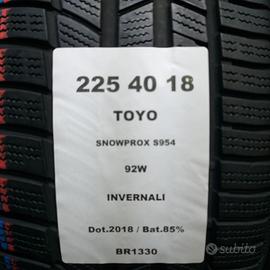 225 40 18
TOYO
SNOWPROX S954
92W
INVERNALI
Dot.2018 / Bat.85%
BR1330
subito